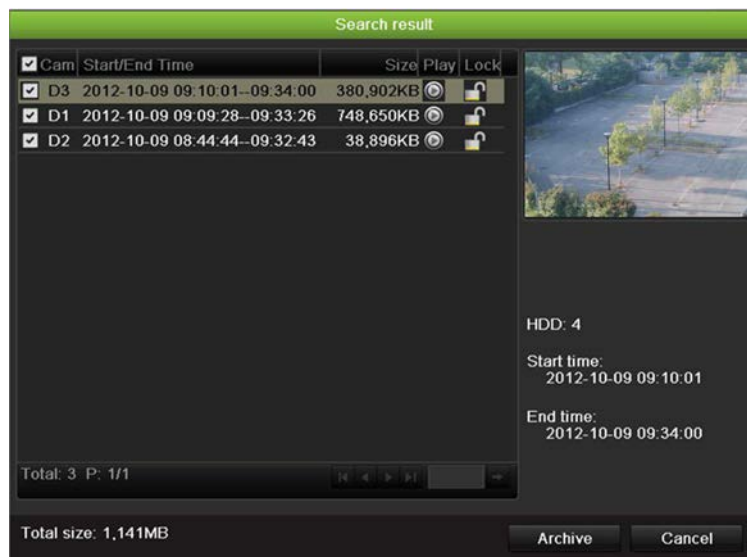 Search result
Cam Start/End Time Size Play Lock
D3 2012-10-09 09:10:01--09:34:00 380,902KB
D1 2012-10-09 09:09:28--09:33:26 748,650KB
D2 2012-10-09 08:44:44--09:32:43 38,896KB
HDD: 4
Start time:
2012-10-09 09:10:01
End time:
2012-10-09 09:34:00
Total: 3 P: 1/1
Total size: 1,141MB
Archive Cancel